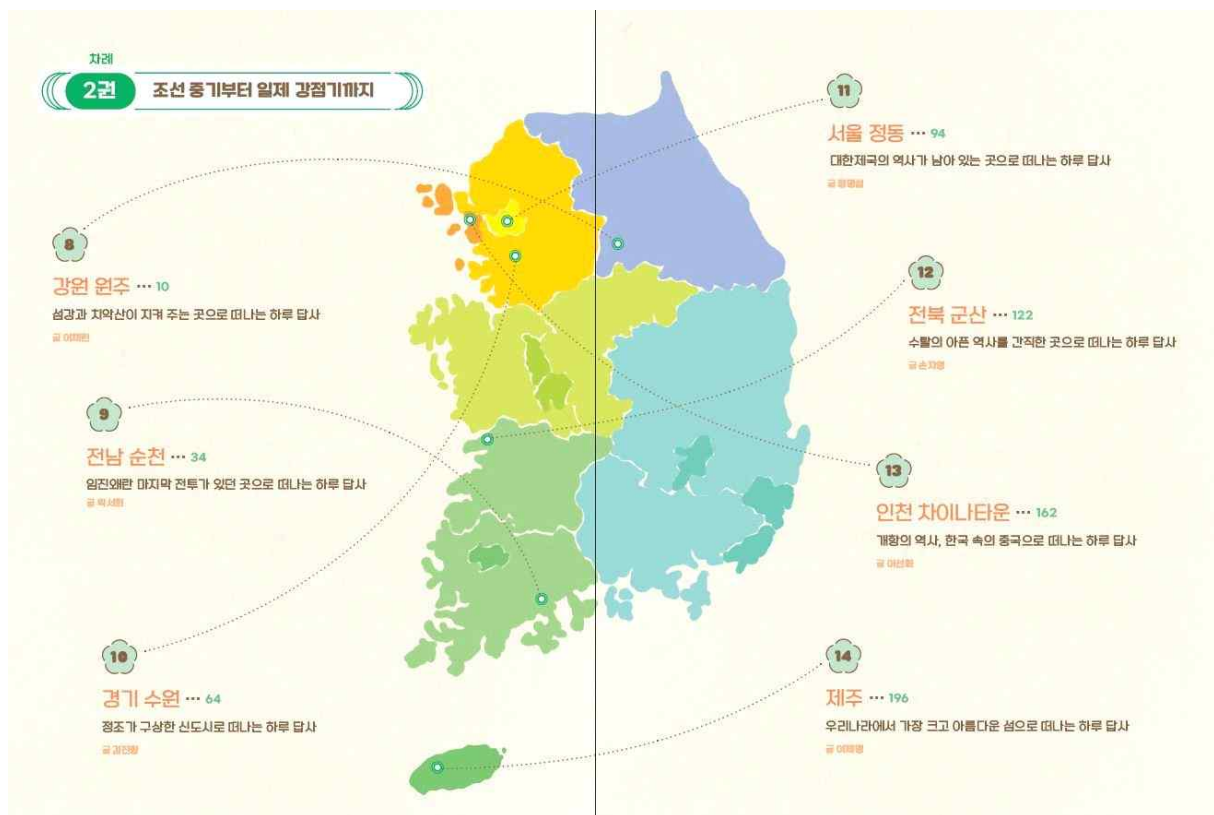 차례
2권 조선 중기부터 일제 강점기까지
8
강원 원주 ··· 10
섬강과 치악산이 지켜 주는 곳으로 떠나는 하루 답사
글
9
전남 순천 ··· 34
임진왜란 마지막 전투가 있던 곳으로 떠나는 하루 답사
글
10
경기 수원 ··· 64
정조가 구상한 신도시로 떠나는 하루 답사
글
11
서울 정동 ··· 94
대한제국의 역사가 남아 있는 곳으로 떠나는 하루 답사
글
12
전북 군산 ··· 122
수탈의 아픈 역사를 간직한 곳으로 떠나는 하루 답사
글
13
인천 차이나타운 ··· 162
개항의 역사, 한국 속의 중국으로 떠나는 하루 답사
글
14
제주 ··· 196
우리나라에서 가장 크고 아름다운 섬으로 떠나는 하루 답사
글